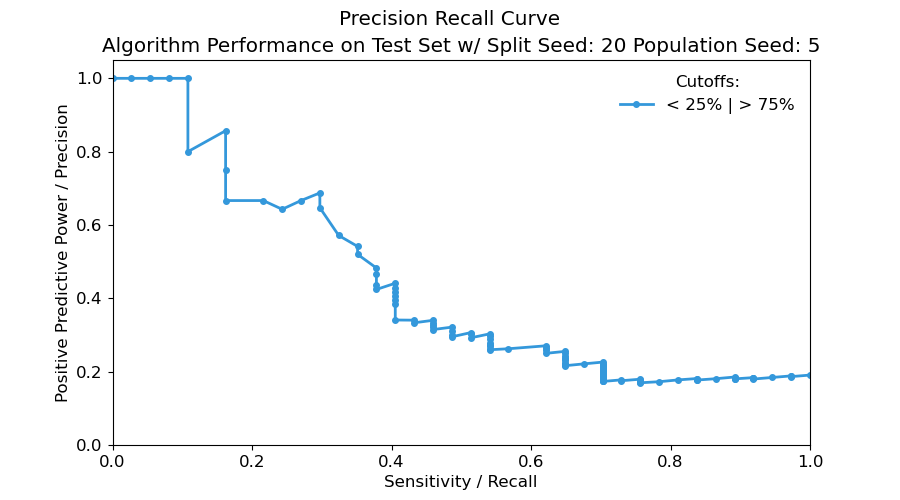 Precision Recall Curve
Algorithm Performance on Test Set w/ Split Seed: 20 Population Seed: 5
Cutoffs:
< 25% | > 75%
Positive Predictive Power / Precision
1.0
0.8
0.6
0.4
0.2
0.0
0.0 0.2 0.4 0.6 0.8 1.0
Sensitivity / Recall